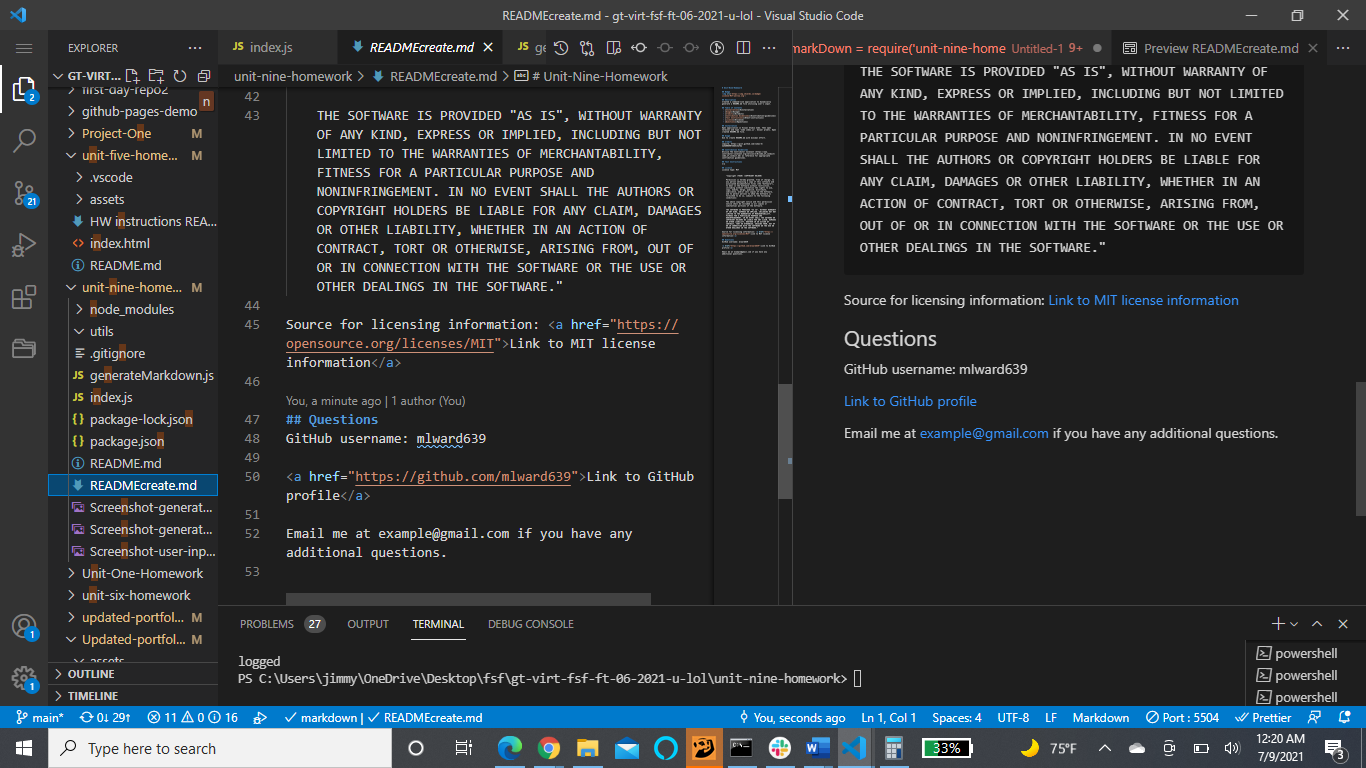 READMEcreate.md - gt-virt-fsf-ft-06-2021-u-lol - Visual Studio Code
EXPLORER
GT-VIRT...
first-day-repo2
github-pages-demo
n
Project-One M
unit-five-home... M
.vscode
assets
HW instructions REA...
index.html
README.md
unit-nine-home... M
node_modules
utils
.gitignore
generateMarkdown.js
index.js
package-lock.json
package.json
README.md
READMEcreate.md
Screenshot-generat...
Screenshot-generat...
Screenshot-user-inp...
Unit-One-Homework
unit-six-homework
updated-portfol... M
Updated-portfol... M
assets
OUTLINE
TIMELINE
2
21
1
1
JS index.js
READMEcreate.md
JS ge
unit-nine-homework > READMEcreate.md > # Unit-Nine-Homework
42
43 THE SOFTWARE IS PROVIDED "AS IS", WITHOUT WARRANTY
OF ANY KIND, EXPRESS OR IMPLIED, INCLUDING BUT NOT
LIMITED TO THE WARRANTIES OF MERCHANTABILITY,
FITNESS FOR A PARTICULAR PURPOSE AND
NONINFRINGEMENT. IN NO EVENT SHALL THE AUTHORS OR
COPYRIGHT HOLDERS BE LIABLE FOR ANY CLAIM, DAMAGES
OR OTHER LIABILITY, WHETHER IN AN ACTION OF
CONTRACT, TORT OR OTHERWISE, ARISING FROM, OUT OF
OR IN CONNECTION WITH THE SOFTWARE OR THE USE OR
OTHER DEALINGS IN THE SOFTWARE."
44
45 Source for licensing information: <a href="https://
opensource.org/licenses/MIT">Link to MIT license
information</a>
46
You, a minute ago | 1 author (You)
47 ## Questions
48 GitHub username: mlward639
49
50 <a href="https://github.com/mlward639">Link to GitHub
profile</a>
51
52 Email me at example@gmail.com if you have any
additional questions.
53
markDown = require('unit-nine-home Untitled-1 9+
Preview READMEcreate.md
THE SOFTWARE IS PROVIDED "AS IS", WITHOUT WARRANTY OF
ANY KIND, EXPRESS OR IMPLIED, INCLUDING BUT NOT LIMITED
TO THE WARRANTIES OF MERCHANTABILITY, FITNESS FOR A
PARTICULAR PURPOSE AND NONINFRINGEMENT. IN NO EVENT
SHALL THE AUTHORS OR COPYRIGHT HOLDERS BE LIABLE FOR
ANY CLAIM, DAMAGES OR OTHER LIABILITY, WHETHER IN AN
ACTION OF CONTRACT, TORT OR OTHERWISE, ARISING FROM,
OUT OF OR IN CONNECTION WITH THE SOFTWARE OR THE USE OR
OTHER DEALINGS IN THE SOFTWARE."
Source for licensing information: Link to MIT license information
Questions
GitHub username: mlward639
Link to GitHub profile
Email me at example@gmail.com if you have any additional questions.
PROBLEMS 27 OUTPUT TERMINAL DEBUG CONSOLE
logged
PS C:\Users\jimmy\OneDrive\Desktop\fsf\gt-virt-fsf-ft-06-2021-u-lol\unit-nine-homework>
powershell
powershell
powershell
main* 0↓ 29↑ 11 0 16 markdown | READMEcreate.md You, seconds ago Ln 1, Col 1 Spaces: 4 UTF-8 LF Markdown Port : 5504 Prettier
Type here to search
33%
75°F
12:20 AM
7/9/2021
3